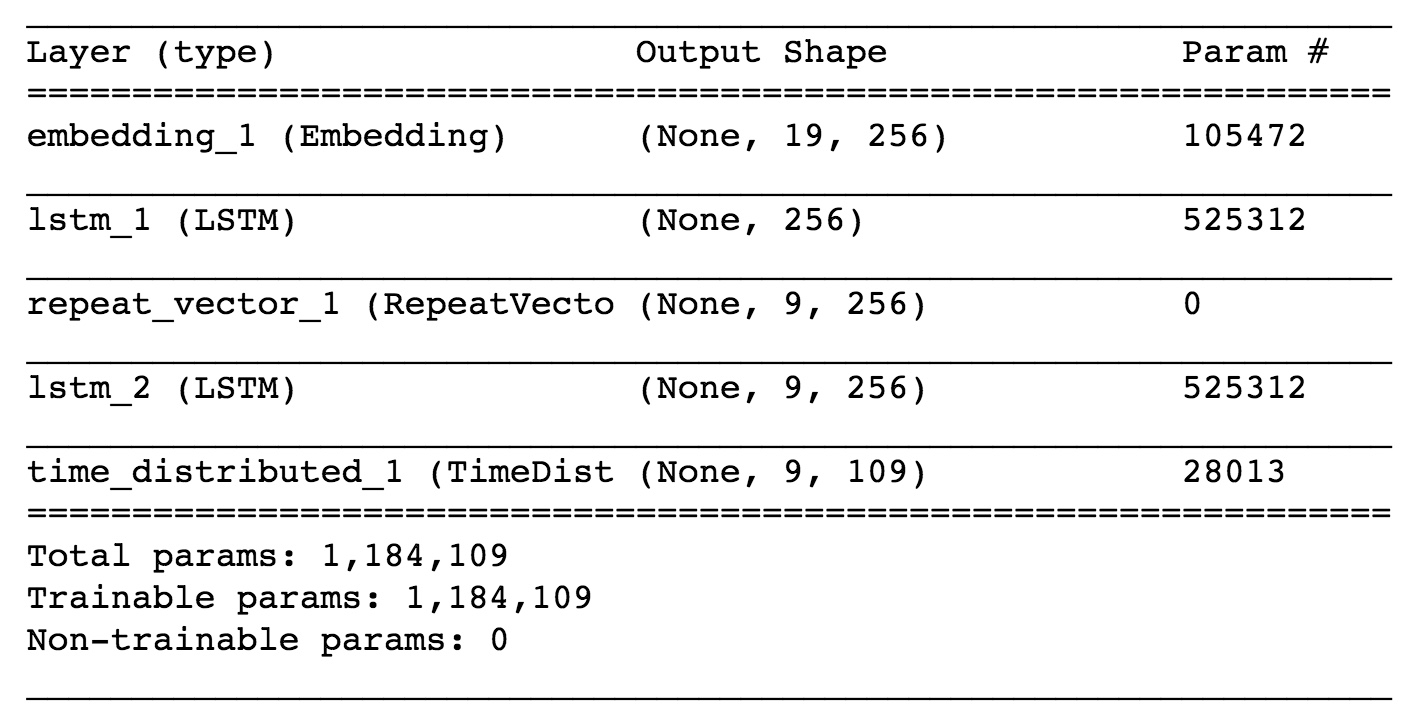 Layer (type) Output Shape Param #
=================================================================
embedding_1 (Embedding) (None, 19, 256) 105472
lstm_1 (LSTM) (None, 256) 525312
repeat_vector_1 (RepeatVecto (None, 9, 256) 0
lstm_2 (LSTM) (None, 9, 256) 525312
time_distributed_1 (TimeDist (None, 9, 109) 28013
=================================================================
Total params: 1,184,109
Trainable params: 1,184,109
Non-trainable params: 0